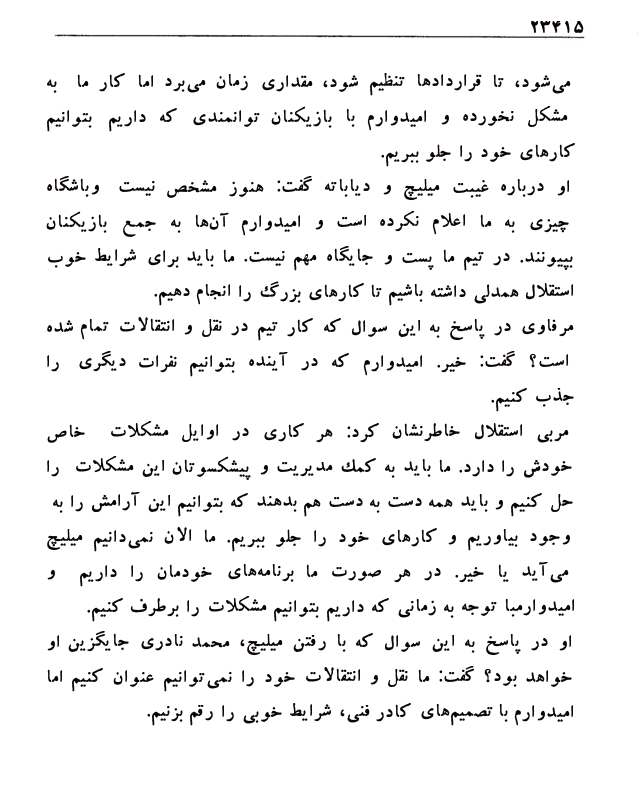 ۲۳۴۱۵
می‌شود، تا قراردادها تنظیم شود، مقداری زمان می‌برد اما کار ما به
مشکل نخورده و امیدوارم با بازیکنان توانمندی که داریم بتوانیم
کارهای خود را جلو ببریم.
او درباره غیبت میلیچ و دیاباته گفت: هنوز مشخص نیست وباشگاه
چیزی به ما اعلام نکرده است و امیدوارم آن‌ها به جمع بازیکنان
بپیوندند. در تیم ما پست و جایگاه مهم نیست. ما باید برای شرایط خوب
استقلال همدلی داشته باشیم تا کارهای بزرگ را انجام دهیم.
مرفاوی در پاسخ به این سوال که کار تیم در نقل و انتقالات تمام شده
است؟ گفت: خیر. امیدوارم که در آینده بتوانیم نفرات دیگری را
جذب کنیم.
مربی استقلال خاطرنشان کرد: هر کاری در اوایل مشکلات خاص
خودش را دارد. ما باید به کمک مدیریت و پیشکسوتان این مشکلات را
حل کنیم و باید همه دست به دست هم بدهند که بتوانیم این آرامش را به
وجود بیاوریم و کارهای خود را جلو ببریم. ما الان نمی‌دانیم میلیچ
می‌آید یا خیر. در هر صورت ما برنامه‌های خودمان را داریم و
امیدوارمبا توجه به زمانی که داریم بتوانیم مشکلات را برطرف کنیم.
او در پاسخ به این سوال که با رفتن میلیچ، محمد نادری جایگزین او
خواهد بود؟ گفت: ما نقل و انتقالات خود را نمی‌توانیم عنوان کنیم اما
امیدوارم با تصمیم‌های کادر فنی، شرایط خوبی را رقم بزنیم.